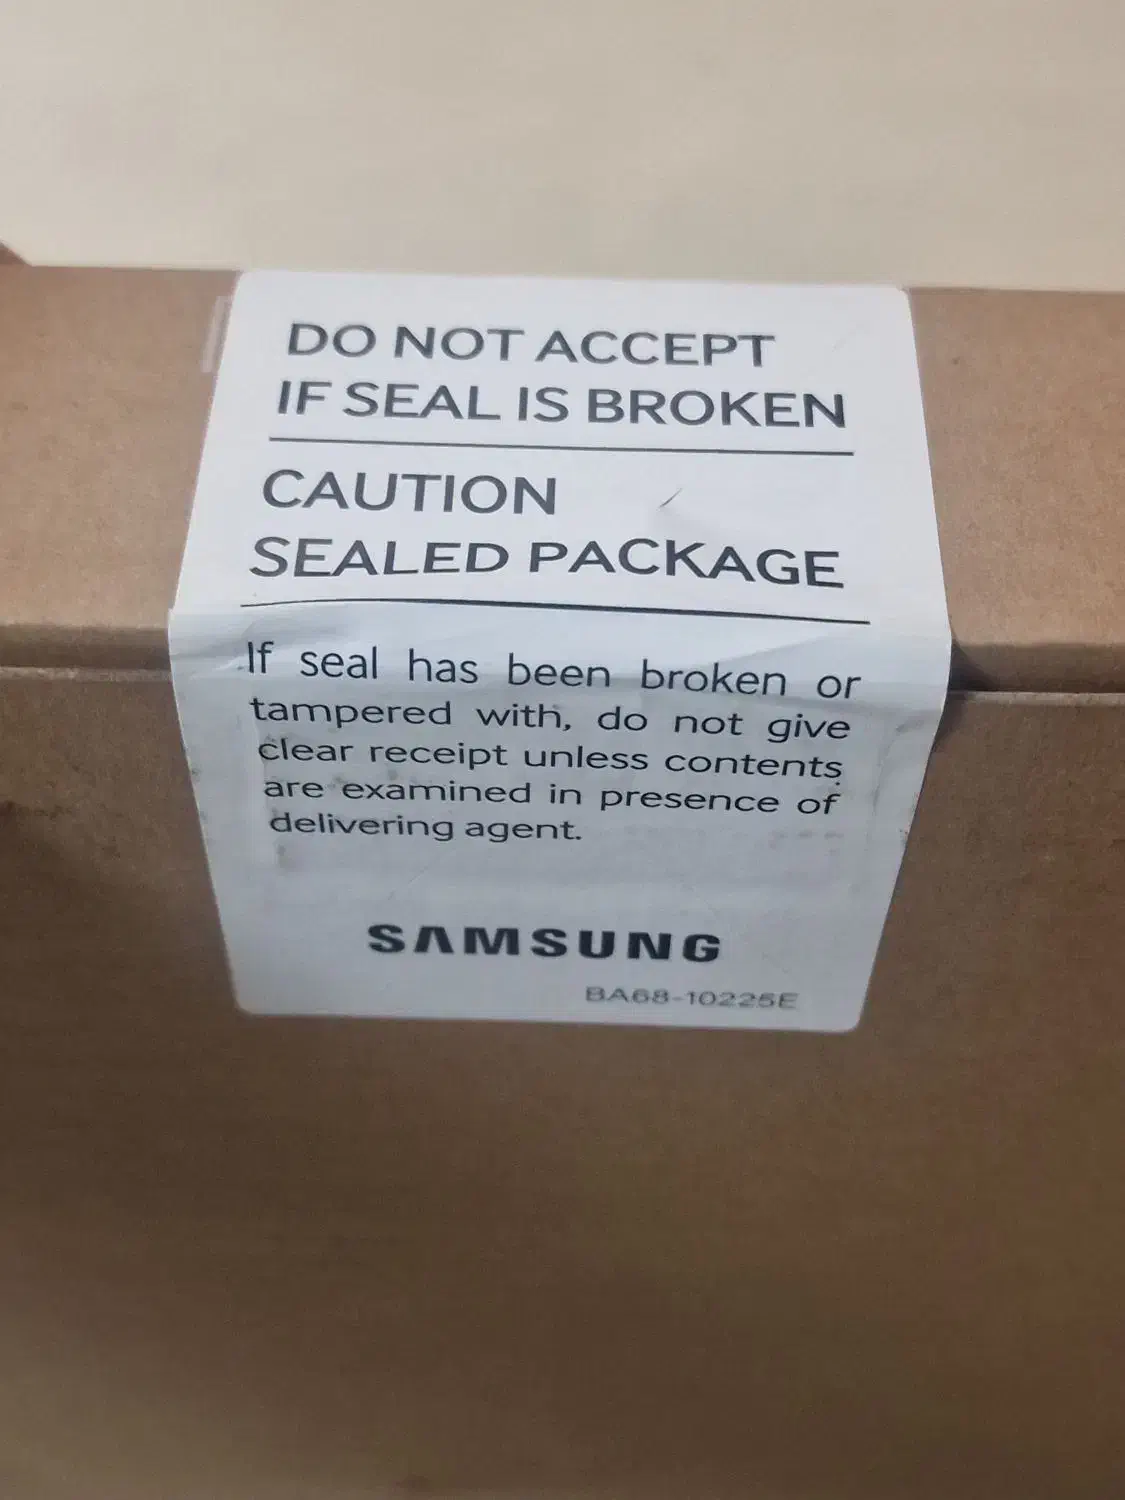 DO NOT ACCEPT
IF SEAL IS BROKEN
CAUTION
SEALED PACKAGE
If seal has been broken or
tampered with, do not give
clear receipt unless contents
are examined in presence of
delivering agent.
SAMSUNG
BA68-10225E